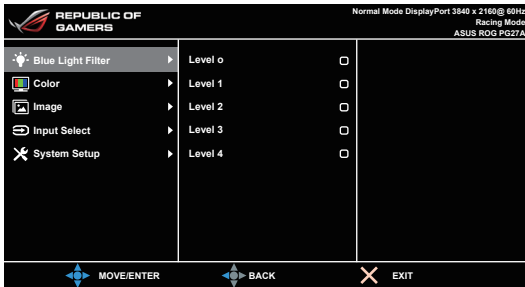 REPUBLIC OF
GAMERS
Normal Mode DisplayPort 3840 x 2160@ 60Hz
Racing Mode
ASUS ROG PG27A
Blue Light Filter
Color
Image
Input Select
System Setup
Level o
Level 1
Level 2
Level 3
Level 4
MOVE/ENTER
BACK
EXIT